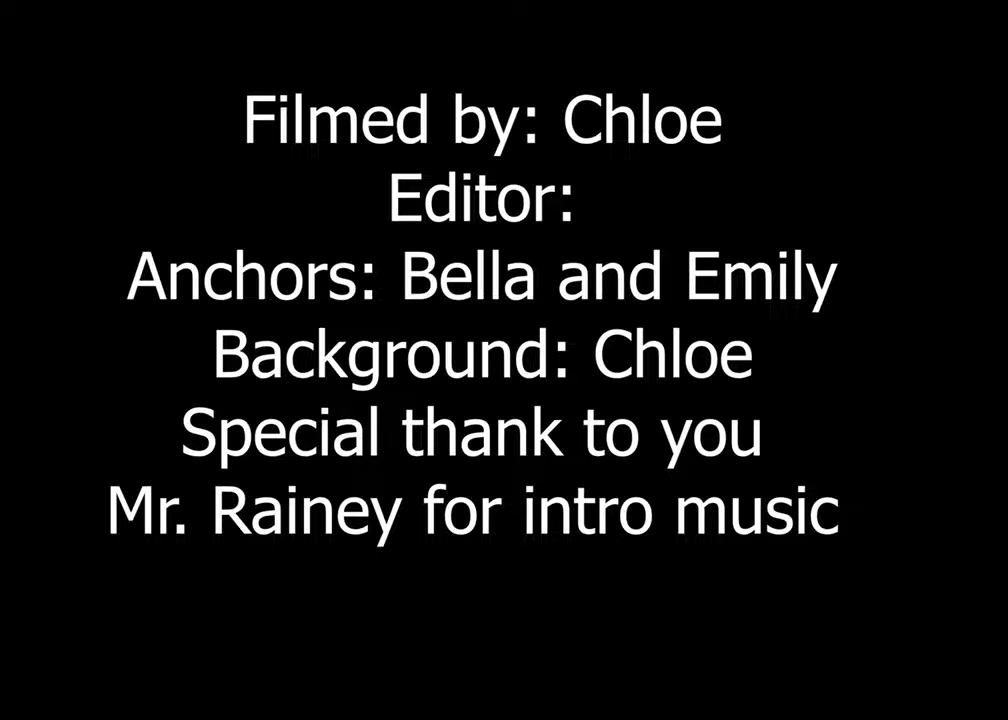 Filmed by: Chloe
Editor:
Anchors: Bella and Emily
Background: Chloe
Special thank to you
Mr. Rainey for intro music